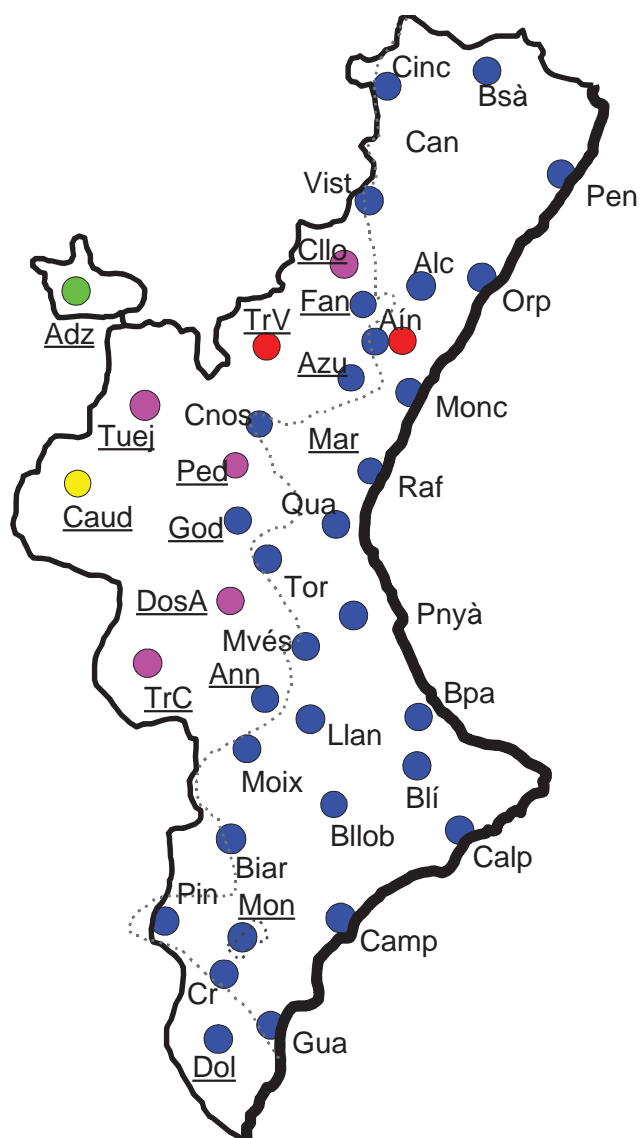 Cinc
Bsà
Can
Pen
Vist
Cllo
Alc
Orp
Fan
Adz
TrV
Aín
Azu
Monc
Cnos
Tuej
Mar
Ped
Raf
Caud
God
Qua
Tor
DosA
Pnyà
Mvés
Ann
TrC
Bpa
Llan
Moix
Blí
Bllob
Calp
Biar
Pin
Mon
Camp
Cr
Gua
Dol